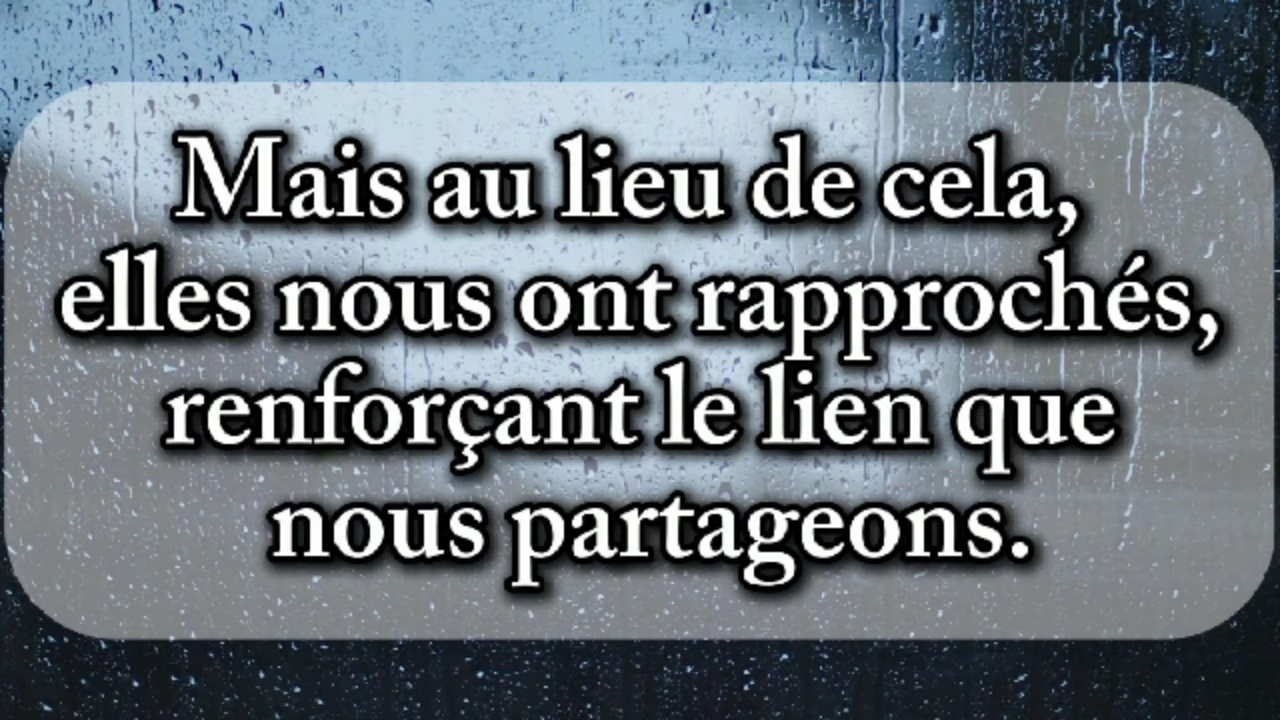 Mais au lieu de cela,
elles nous ont rapprochés,
renforçant le lien que
nous partageons.